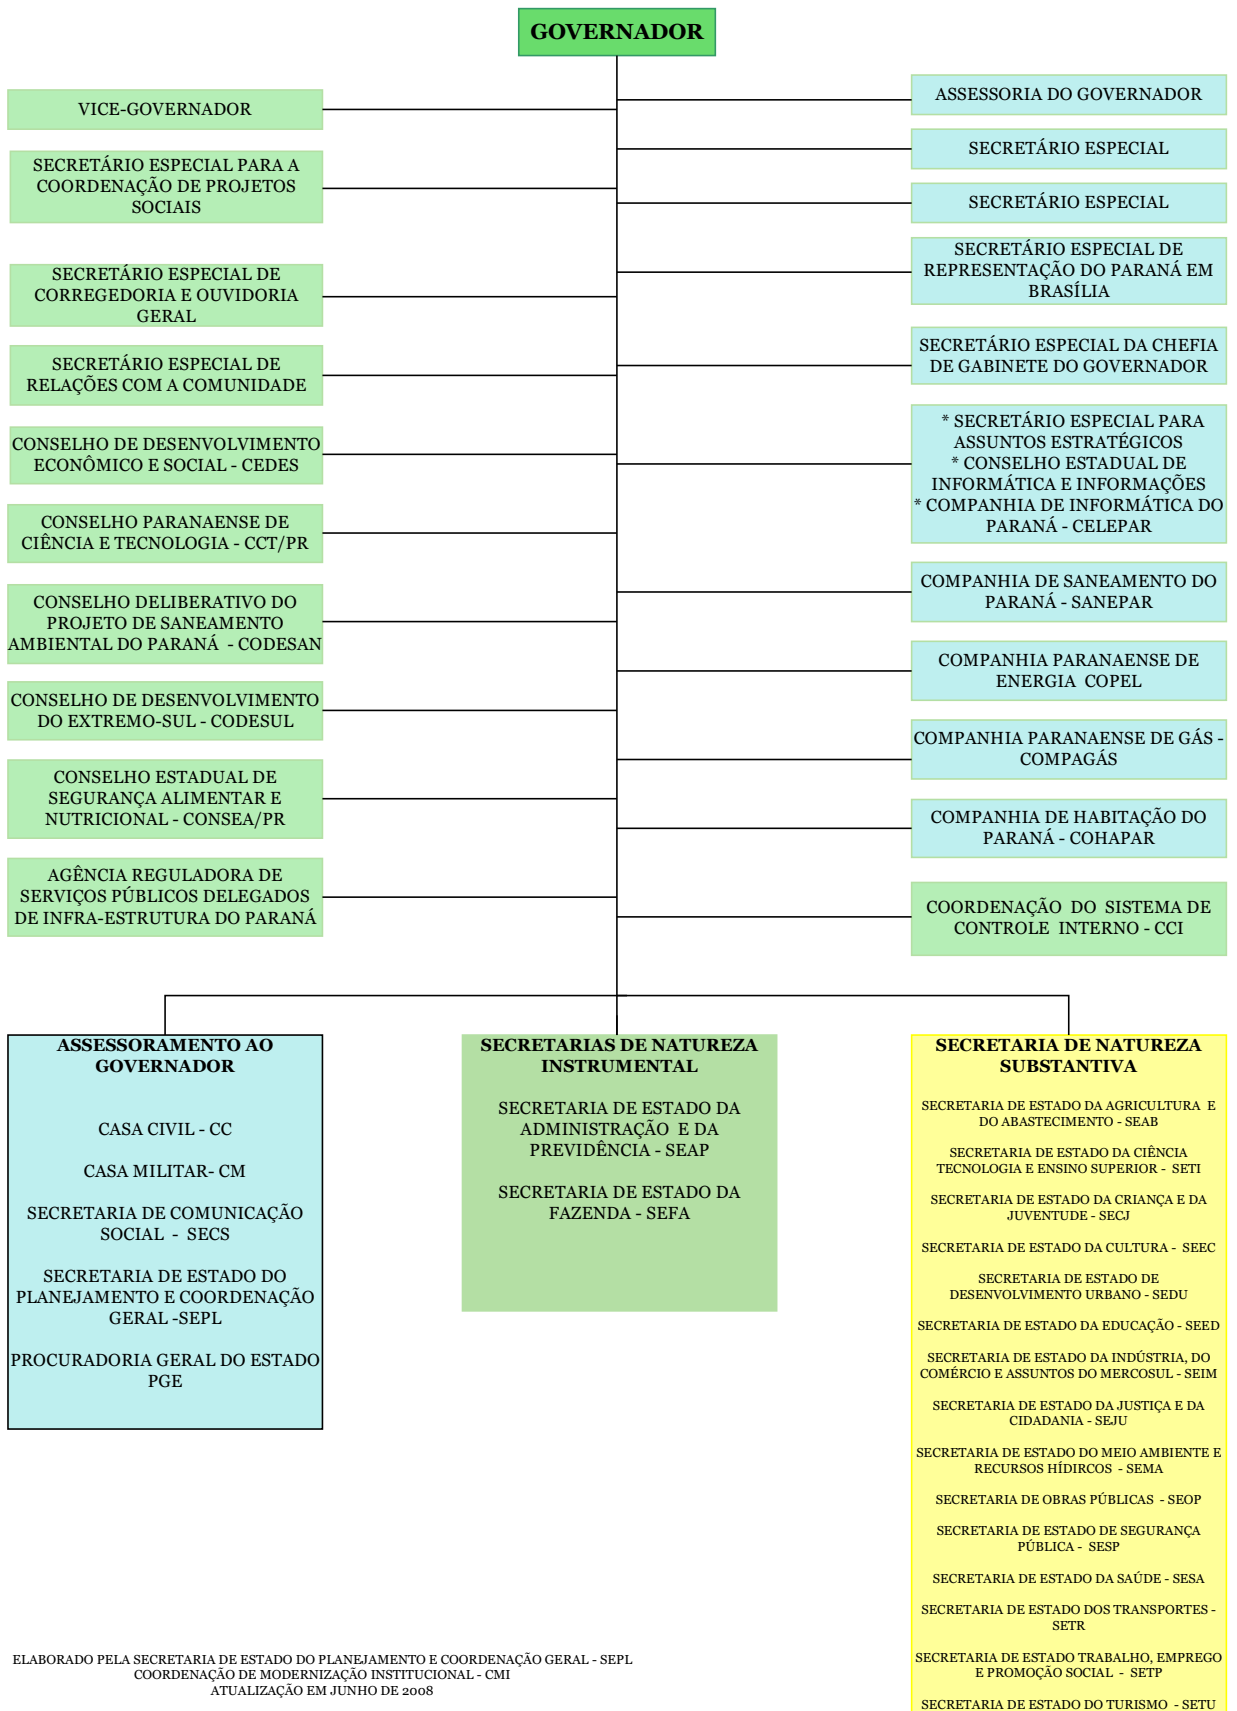 GOVERNADOR
VICE-GOVERNADOR
SECRETÁRIO ESPECIAL PARA A
COORDENAÇÃO DE PROJETOS
SOCIAIS
SECRETÁRIO ESPECIAL DE
CORREGEDORIA E OUVIDORIA
GERAL
SECRETÁRIO ESPECIAL DE
RELAÇÕES COM A COMUNIDADE
CONSELHO DE DESENVOLVIMENTO
ECONÔMICO E SOCIAL - CEDES
CONSELHO PARANAENSE DE
CIÊNCIA E TECNOLOGIA - CCT/PR
CONSELHO DELIBERATIVO DO
PROJETO DE SANEAMENTO
AMBIENTAL DO PARANÁ - CODESAN
CONSELHO DE DESENVOLVIMENTO
DO EXTREMO-SUL - CODESUL
CONSELHO ESTADUAL DE
SEGURANÇA ALIMENTAR E
NUTRICIONAL - CONSEA/PR
AGÊNCIA REGULADORA DE
SERVIÇOS PÚBLICOS DELEGADOS
DE INFRA-ESTRUTURA DO PARANÁ
ASSESSORIA DO GOVERNADOR
SECRETÁRIO ESPECIAL
SECRETÁRIO ESPECIAL
SECRETÁRIO ESPECIAL DE
REPRESENTAÇÃO DO PARANÁ EM
BRASÍLIA
SECRETÁRIO ESPECIAL DA CHEFIA
DE GABINETE DO GOVERNADOR
* SECRETÁRIO ESPECIAL PARA
ASSUNTOS ESTRATÉGICOS
* CONSELHO ESTADUAL DE
INFORMÁTICA E INFORMAÇÕES
* COMPANHIA DE INFORMÁTICA DO
PARANÁ - CELEPAR
COMPANHIA DE SANEAMENTO DO
PARANÁ - SANEPAR
COMPANHIA PARANAENSE DE
ENERGIA COPEL
COMPANHIA PARANAENSE DE GÁS -
COMPAGÁS
COMPANHIA DE HABITAÇÃO DO
PARANÁ - COHAPAR
COORDENAÇÃO DO SISTEMA DE
CONTROLE INTERNO - CCI
ASSESSORAMENTO AO
GOVERNADOR
CASA CIVIL - CC
CASA MILITAR- CM
SECRETARIA DE COMUNICAÇÃO
SOCIAL - SECS
SECRETARIA DE ESTADO DO
PLANEJAMENTO E COORDENAÇÃO
GERAL -SEPL
PROCURADORIA GERAL DO ESTADO
PGE
SECRETARIAS DE NATUREZA
INSTRUMENTAL
SECRETARIA DE ESTADO DA
ADMINISTRAÇÃO E DA
PREVIDÊNCIA - SEAP
SECRETARIA DE ESTADO DA
FAZENDA - SEFA
SECRETARIA DE NATUREZA
SUBSTANTIVA
SECRETARIA DE ESTADO DA AGRICULTURA E
DO ABASTECIMENTO - SEAB
SECRETARIA DE ESTADO DA CIÊNCIA
TECNOLOGIA E ENSINO SUPERIOR - SETI
SECRETARIA DE ESTADO DA CRIANÇA E DA
JUVENTUDE - SECJ
SECRETARIA DE ESTADO DA CULTURA - SEEC
SECRETARIA DE ESTADO DE
DESENVOLVIMENTO URBANO - SEDU
SECRETARIA DE ESTADO DA EDUCAÇÃO - SEED
SECRETARIA DE ESTADO DA INDÚSTRIA, DO
COMÉRCIO E ASSUNTOS DO MERCOSUL - SEIM
SECRETARIA DE ESTADO DA JUSTIÇA E DA
CIDADANIA - SEJU
SECRETARIA DE ESTADO DO MEIO AMBIENTE E
RECURSOS HÍDIRCOS - SEMA
SECRETARIA DE OBRAS PÚBLICAS - SEOP
SECRETARIA DE ESTADO DE SEGURANÇA
PÚBLICA - SESP
SECRETARIA DE ESTADO DA SAÚDE - SESA
SECRETARIA DE ESTADO DOS TRANSPORTES -
SETR
SECRETARIA DE ESTADO TRABALHO, EMPREGO
E PROMOÇÃO SOCIAL - SETP
SECRETARIA DE ESTADO DO TURISMO - SETU
ELABORADO PELA SECRETARIA DE ESTADO DO PLANEJAMENTO E COORDENAÇÃO GERAL - SEPL
COORDENAÇÃO DE MODERNIZAÇÃO INSTITUCIONAL - CMI
ATUALIZAÇÃO EM JUNHO DE 2008